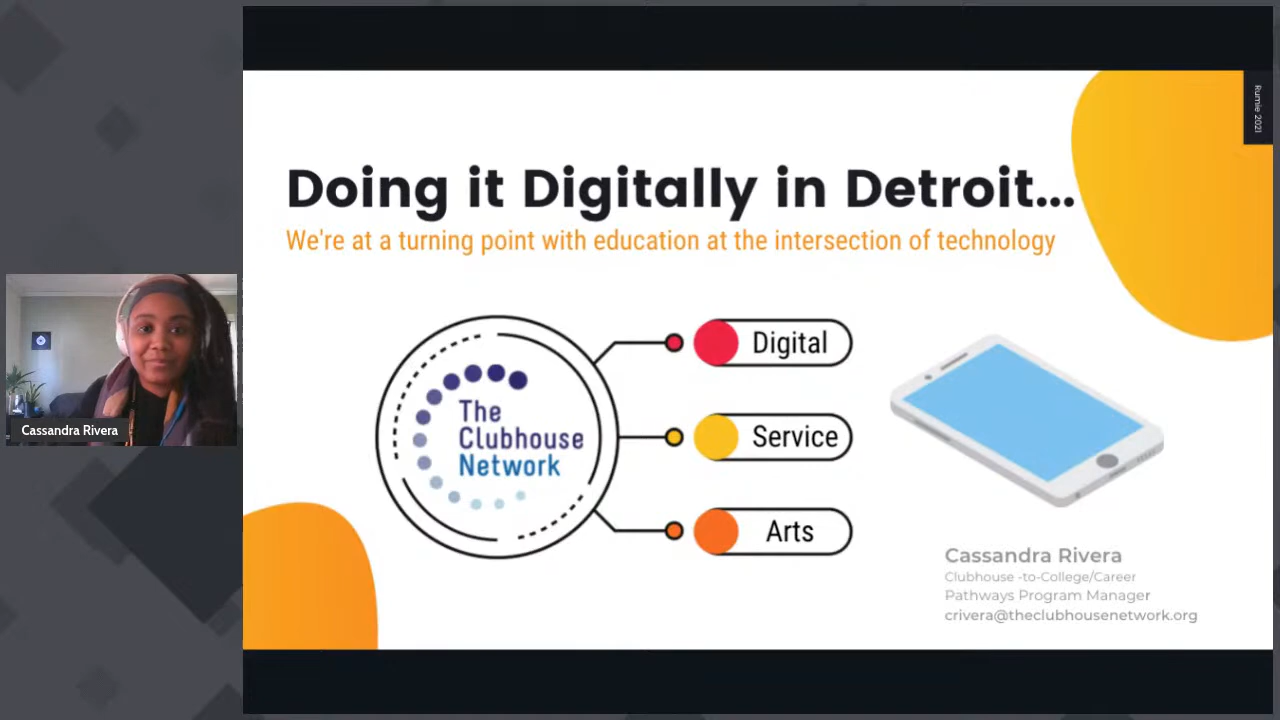 Rumie 2021
Doing it Digitally in Detroit...
We're at a turning point with education at the intersection of technology
The
Clubhouse
Network
Digital
Service
Arts
Cassandra Rivera
Cassandra Rivera
Clubhouse -to-College/Career
Pathways Program Manager
crivera@theclubhousenetwork.org